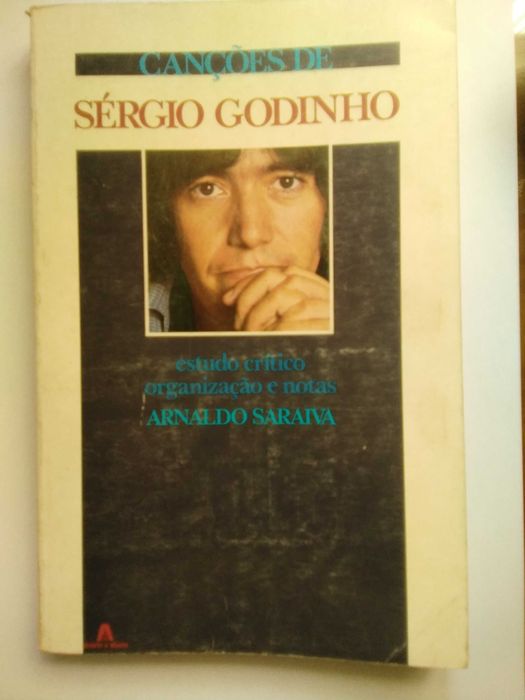 CANÇÕES DE
SÉRGIO GODINHO
estudo crítico
organização e notas
ARNALDO SARAIVA
A